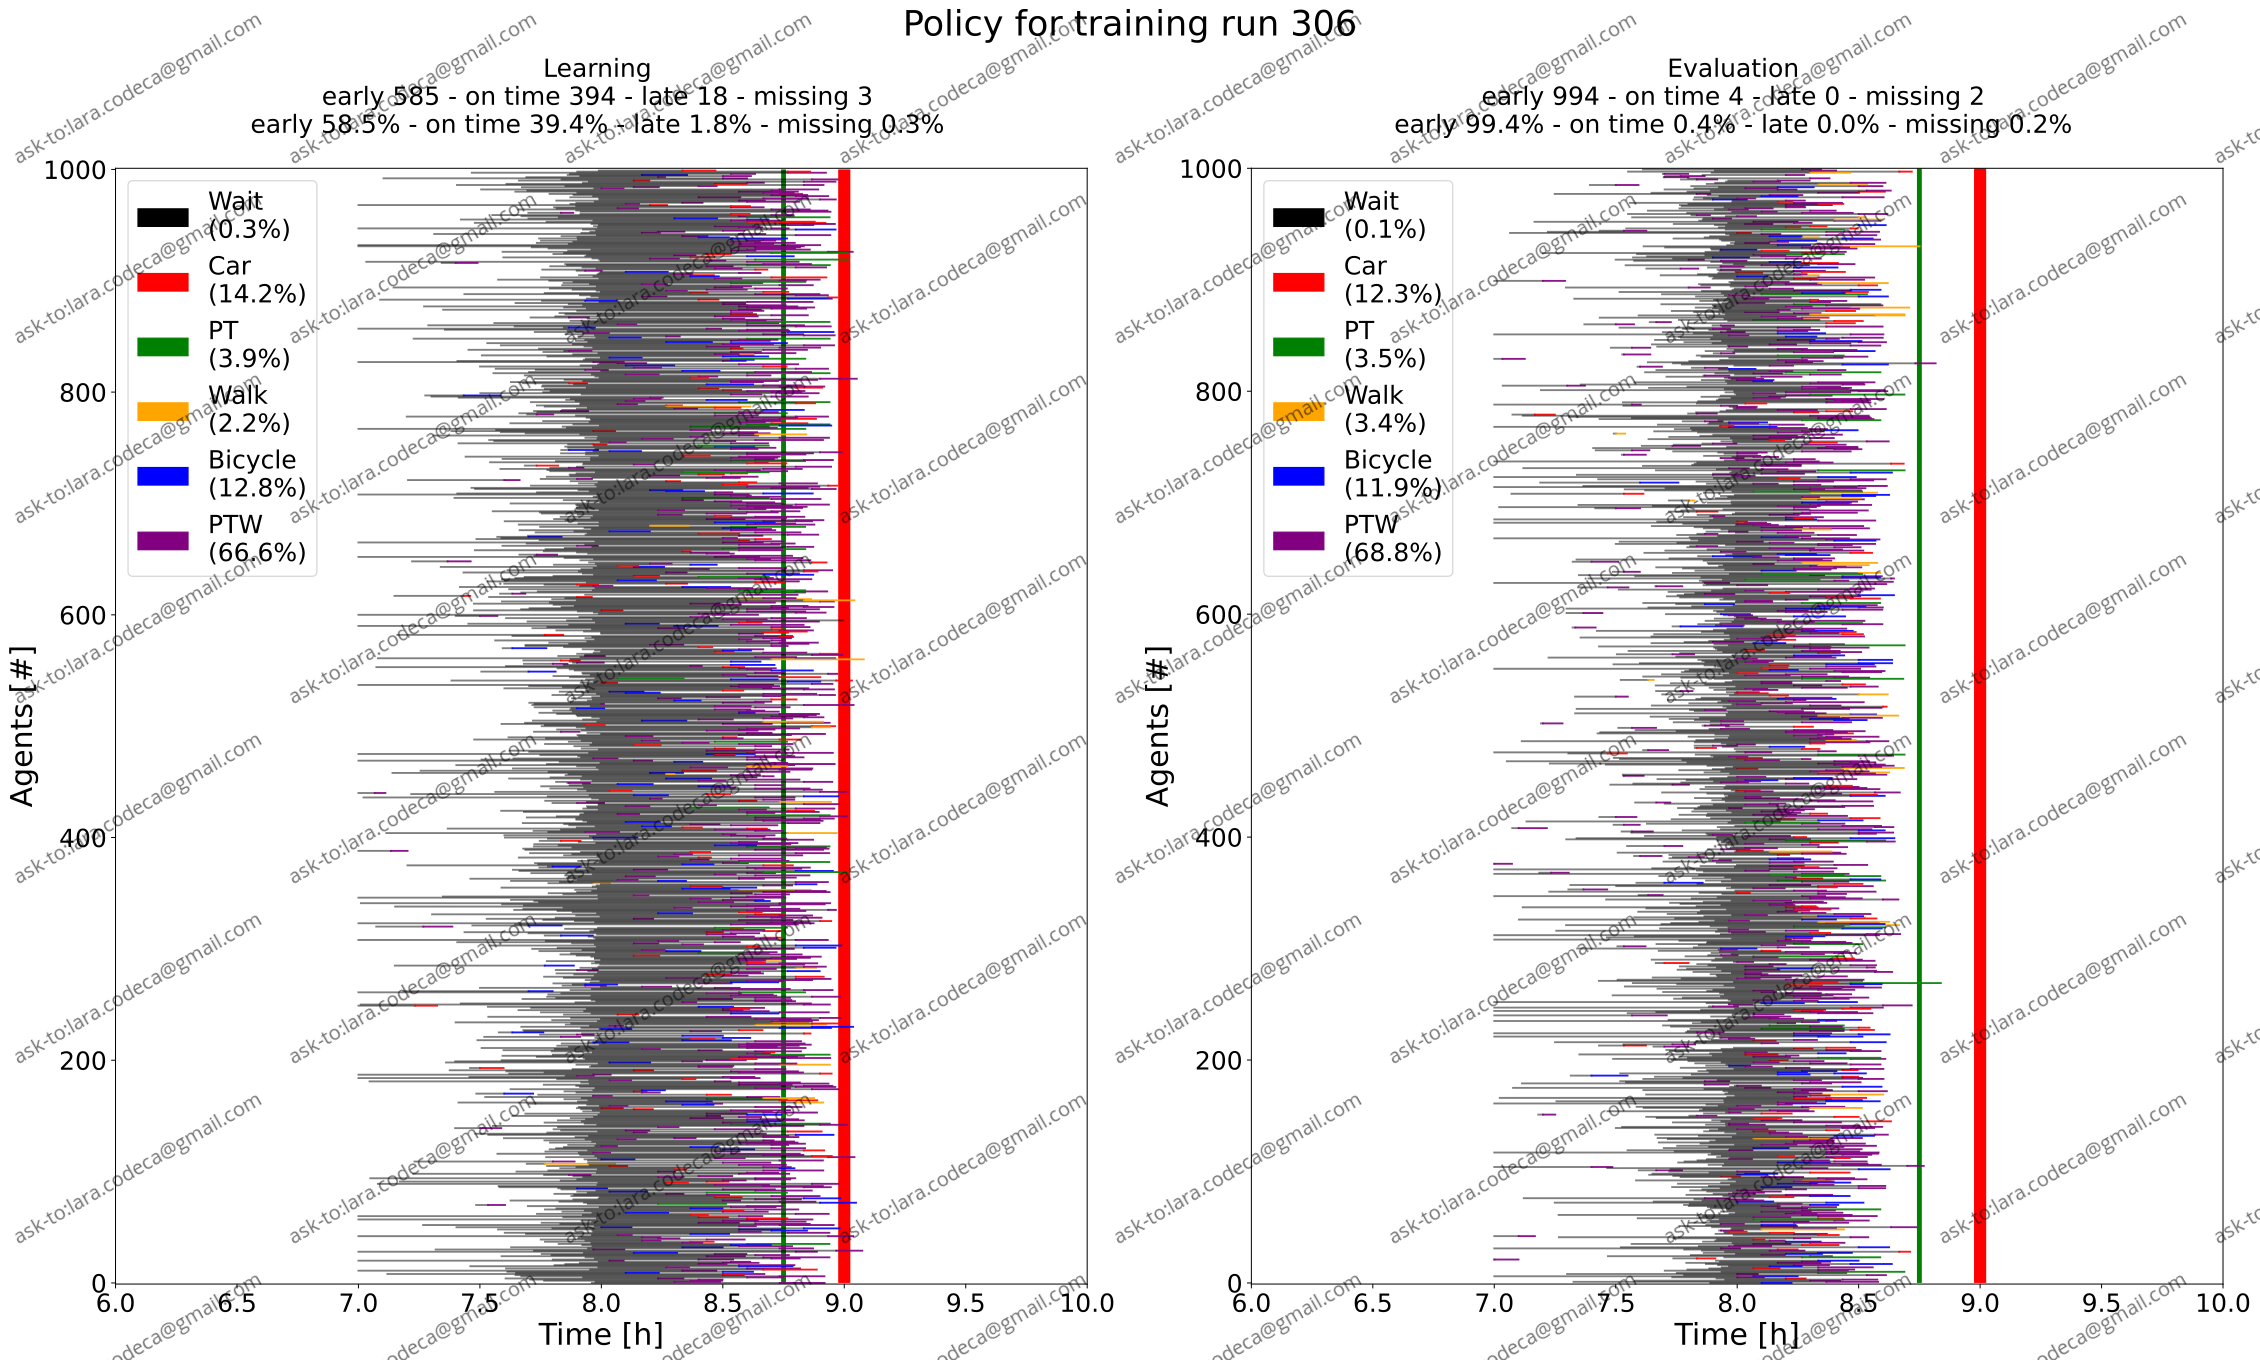 Policy for training run 306
Learning
early 585 - on time 394 - late 18 - missing 3
early 58.5% - on time 39.4% - late 1.8% - missing 0.3%
Evaluation
early 994 - on time 4 - late 0 - missing 2
early 99.4% - on time 0.4% - late 0.0% - missing 0.2%
Wait
(0.3%)
Car
(14.2%)
PT
(3.9%)
Walk
(2.2%)
Bicycle
(12.8%)
PTW
(66.6%)
1000
800
600
400
200
0
Agents [#]
6.0 6.5 7.0 7.5 8.0 8.5 9.0 9.5 10.0
Time [h]
Wait
(0.1%)
Car
(12.3%)
PT
(3.5%)
Walk
(3.4%)
Bicycle
(11.9%)
PTW
(68.8%)
1000
800
600
400
200
0
Agents [#]
6.0 6.5 7.0 7.5 8.0 8.5 9.0 9.5 10.0
Time [h]
ask-to:lara.codeca@gmail.com